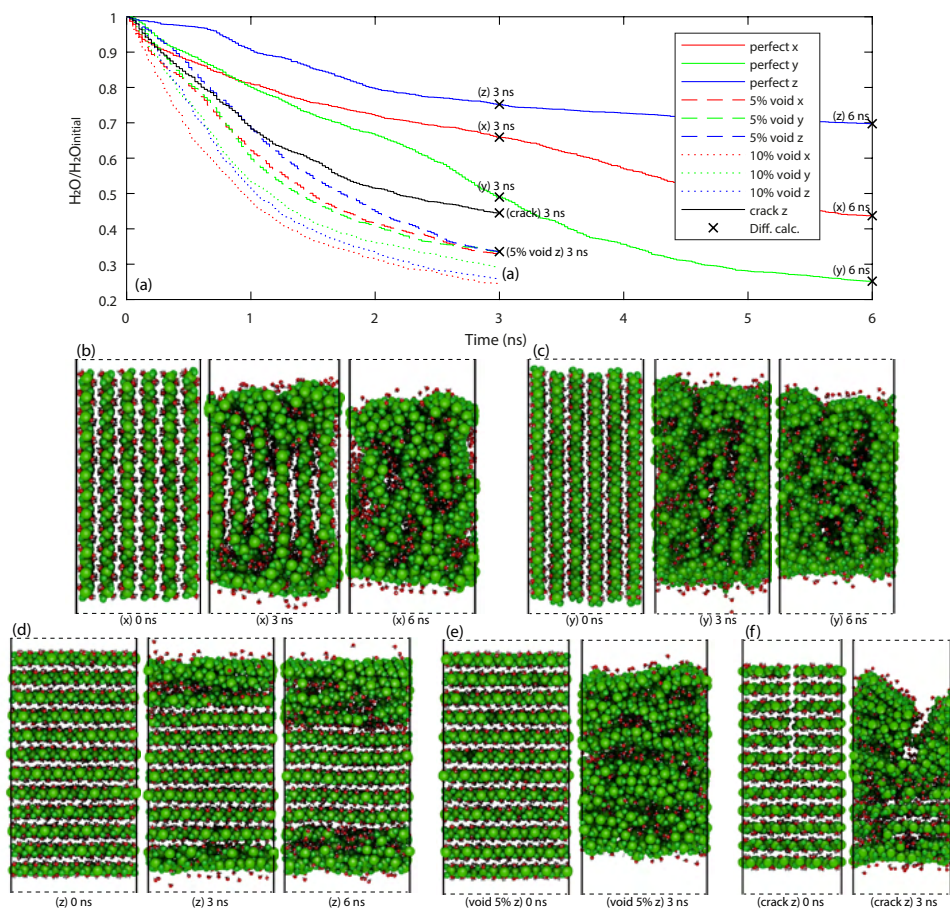 H₂O/H₂Oinitial
1
0.9
0.8
0.7
0.6
0.5
0.4
0.3
0.2
0
1
2
3
4
5
6
Time (ns)
(a)
(a)
(z) 3 ns
(x) 3 ns
(y) 3 ns
(crack) 3 ns
(5% void z) 3 ns
(z) 6 ns
(x) 6 ns
(y) 6 ns
perfect x
perfect y
perfect z
5% void x
5% void y
5% void z
10% void x
10% void y
10% void z
crack z
Diff. calc.
(b)
(x) 0 ns
(x) 3 ns
(x) 6 ns
(c)
(y) 0 ns
(y) 3 ns
(y) 6 ns
(d)
(z) 0 ns
(z) 3 ns
(z) 6 ns
(e)
(void 5% z) 0 ns
(void 5% z) 3 ns
(f)
(crack z) 0 ns
(crack z) 3 ns